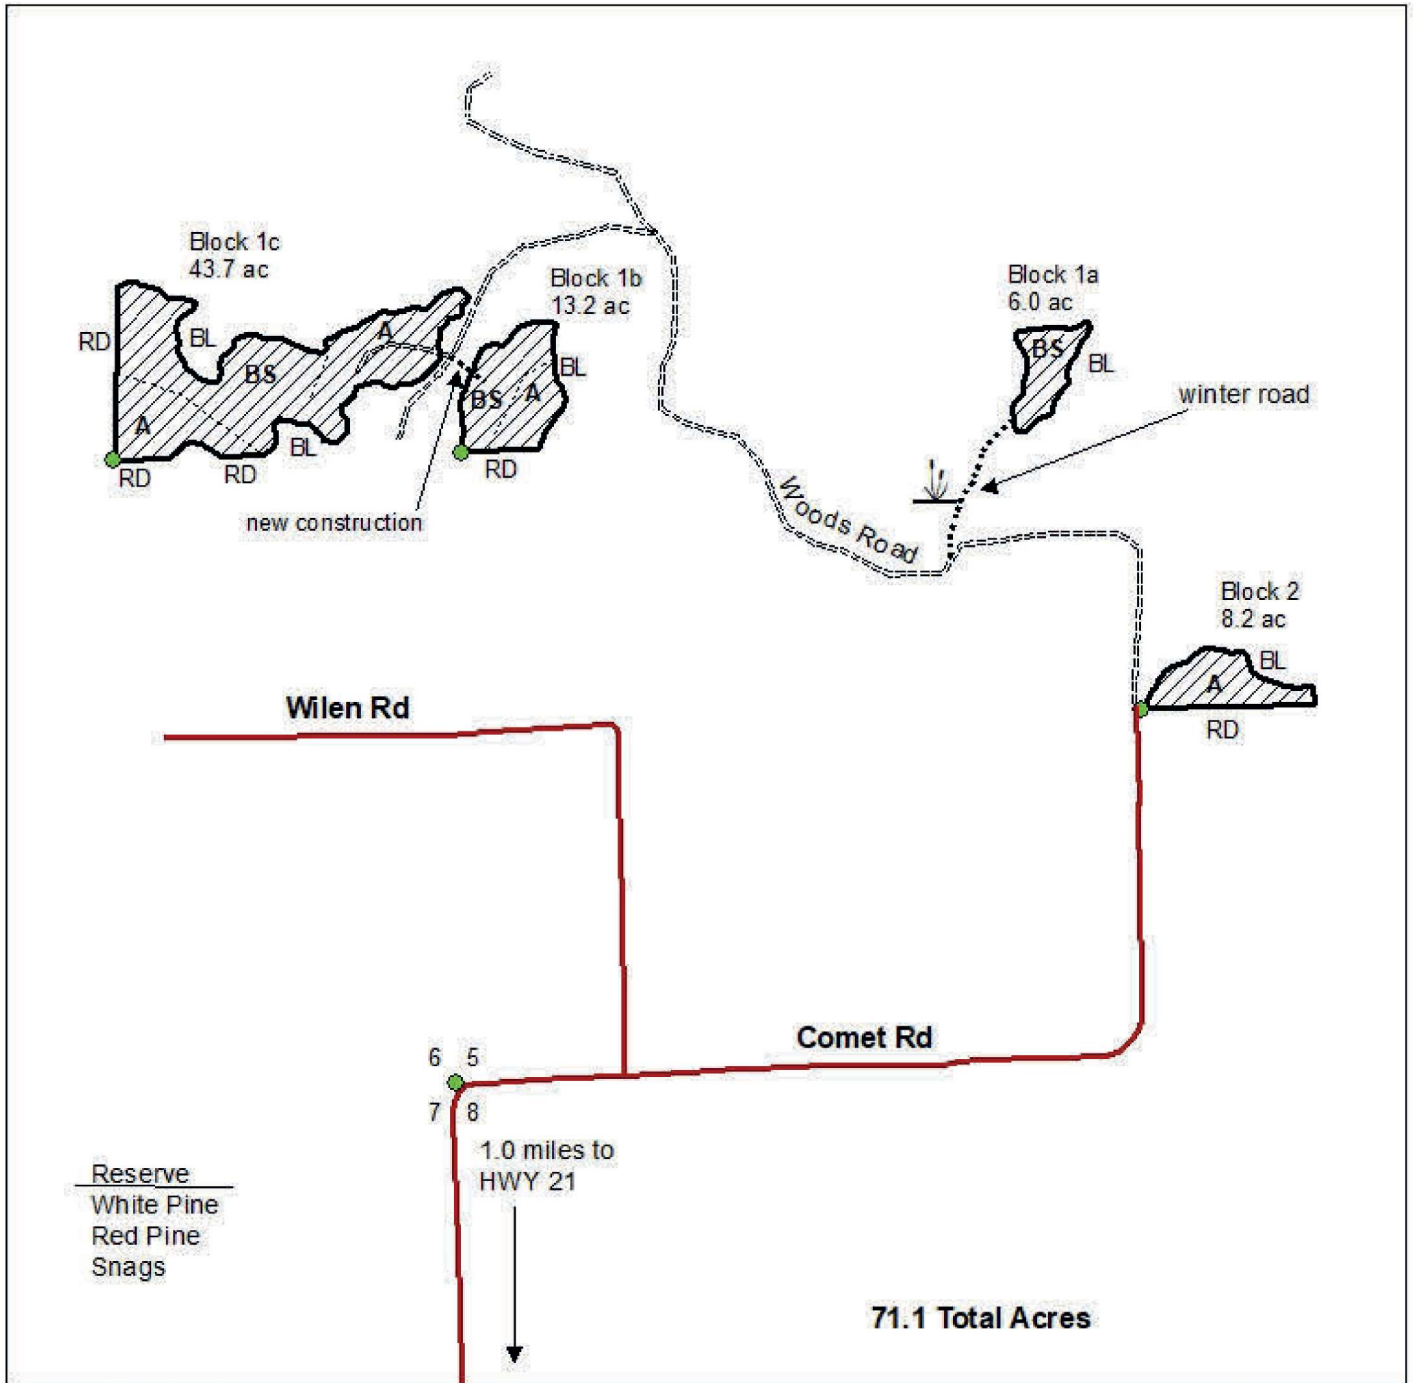 Block 1c
43.7 ac
Block 1b
13.2 ac
Block 1a
6.0 ac
RD
BL
A
BS
BL
BS
BL
winter road
BS
A
A
BL
RD
RD
RD
new construction
Woods Road
Block 2
8.2 ac
BL
A
RD
Wilen Rd
Comet Rd
6 5
7 8
1.0 miles to
HWY 21
Reserve
White Pine
Red Pine
Snags
71.1 Total Acres